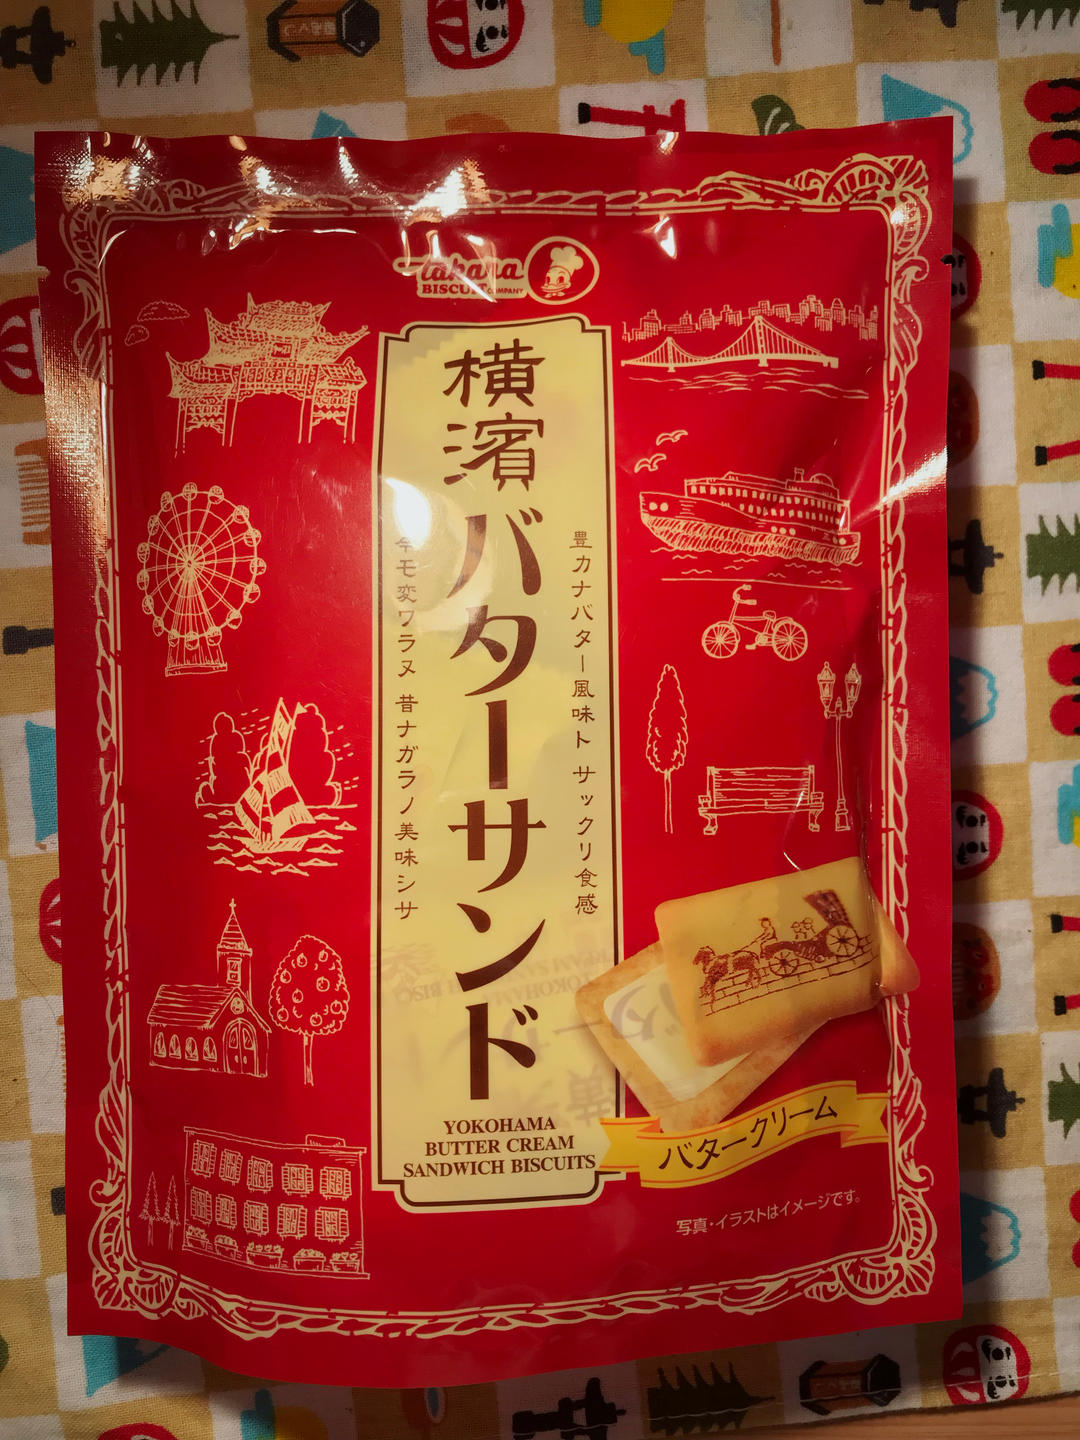 Takara
BISCUIT COMPANY
横濱バターサンド
豊カナバター風味ト サックリ食感
今モ変ワラヌ 昔ナガラノ美味シサ
YOKOHAMA
BUTTER CREAM
SANDWICH BISCUITS
バタークリーム
写真・イラストはイメージです。